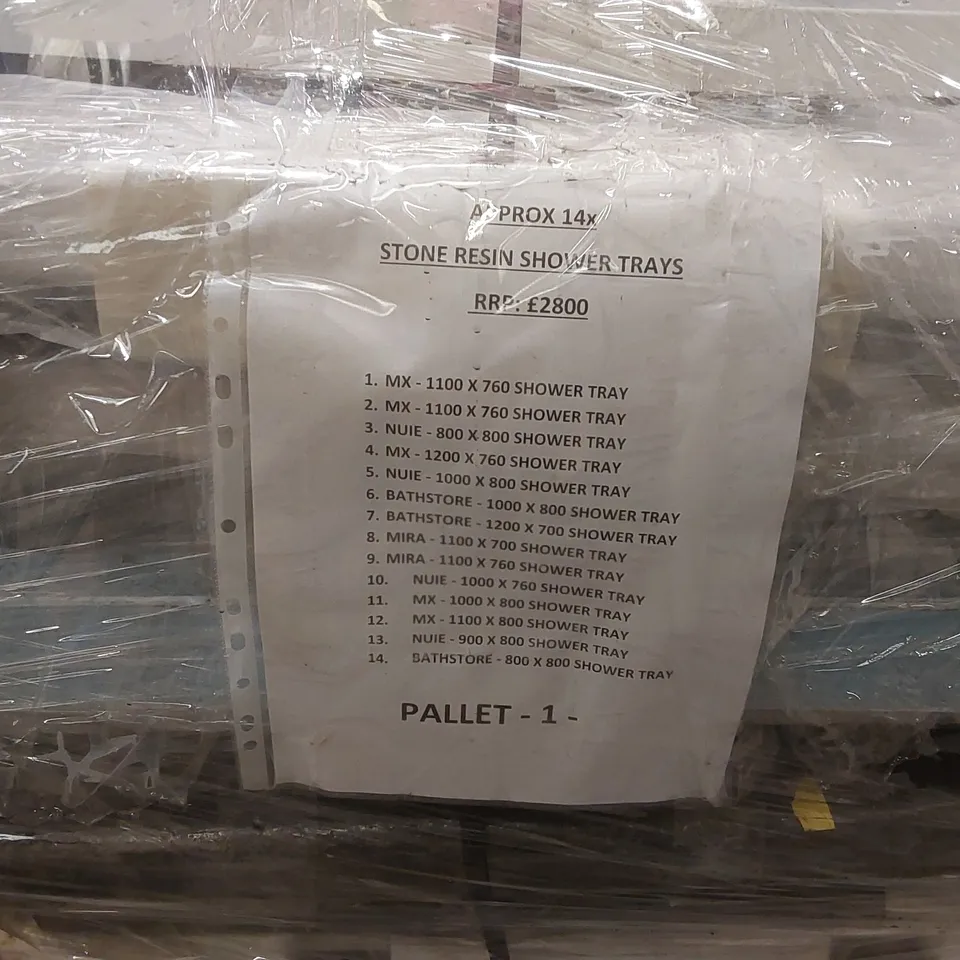 APPROX 14x
STONE RESIN SHOWER TRAYS
RRP: £2800
1. MX - 1100 X 760 SHOWER TRAY
2. MX - 1100 X 760 SHOWER TRAY
3. NUIE - 800 X 800 SHOWER TRAY
4. MX - 1200 X 760 SHOWER TRAY
5. NUIE - 1000 X 800 SHOWER TRAY
6. BATHSTORE - 1000 X 800 SHOWER TRAY
7. BATHSTORE - 1200 X 700 SHOWER TRAY
8. MIRA - 1100 X 700 SHOWER TRAY
9. MIRA - 1100 X 760 SHOWER TRAY
10. NUIE - 1000 X 760 SHOWER TRAY
11. MX - 1000 X 800 SHOWER TRAY
12. MX - 1100 X 800 SHOWER TRAY
13. NUIE - 900 X 800 SHOWER TRAY
14. BATHSTORE - 800 X 800 SHOWER TRAY
PALLET - 1 -